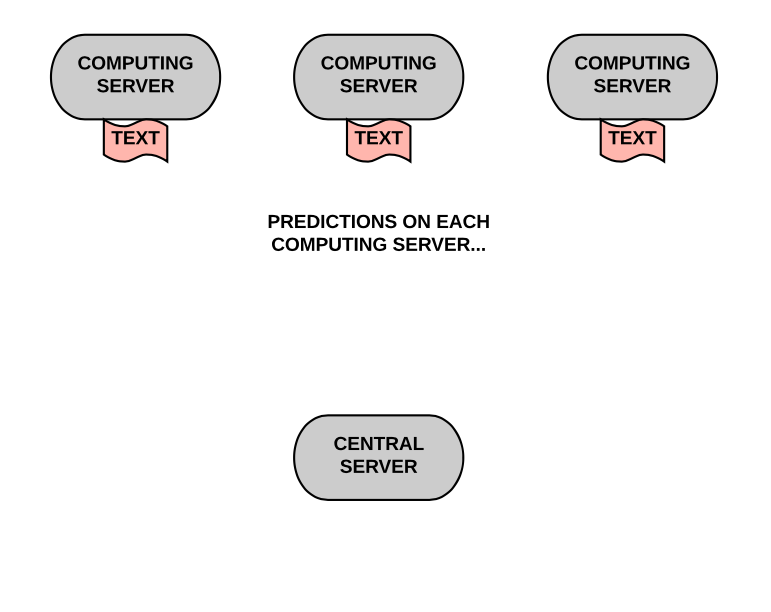 COMPUTING
SERVER
COMPUTING
SERVER
COMPUTING
SERVER
TEXT
TEXT
TEXT
PREDICTIONS ON EACH
COMPUTING SERVER...
CENTRAL
SERVER